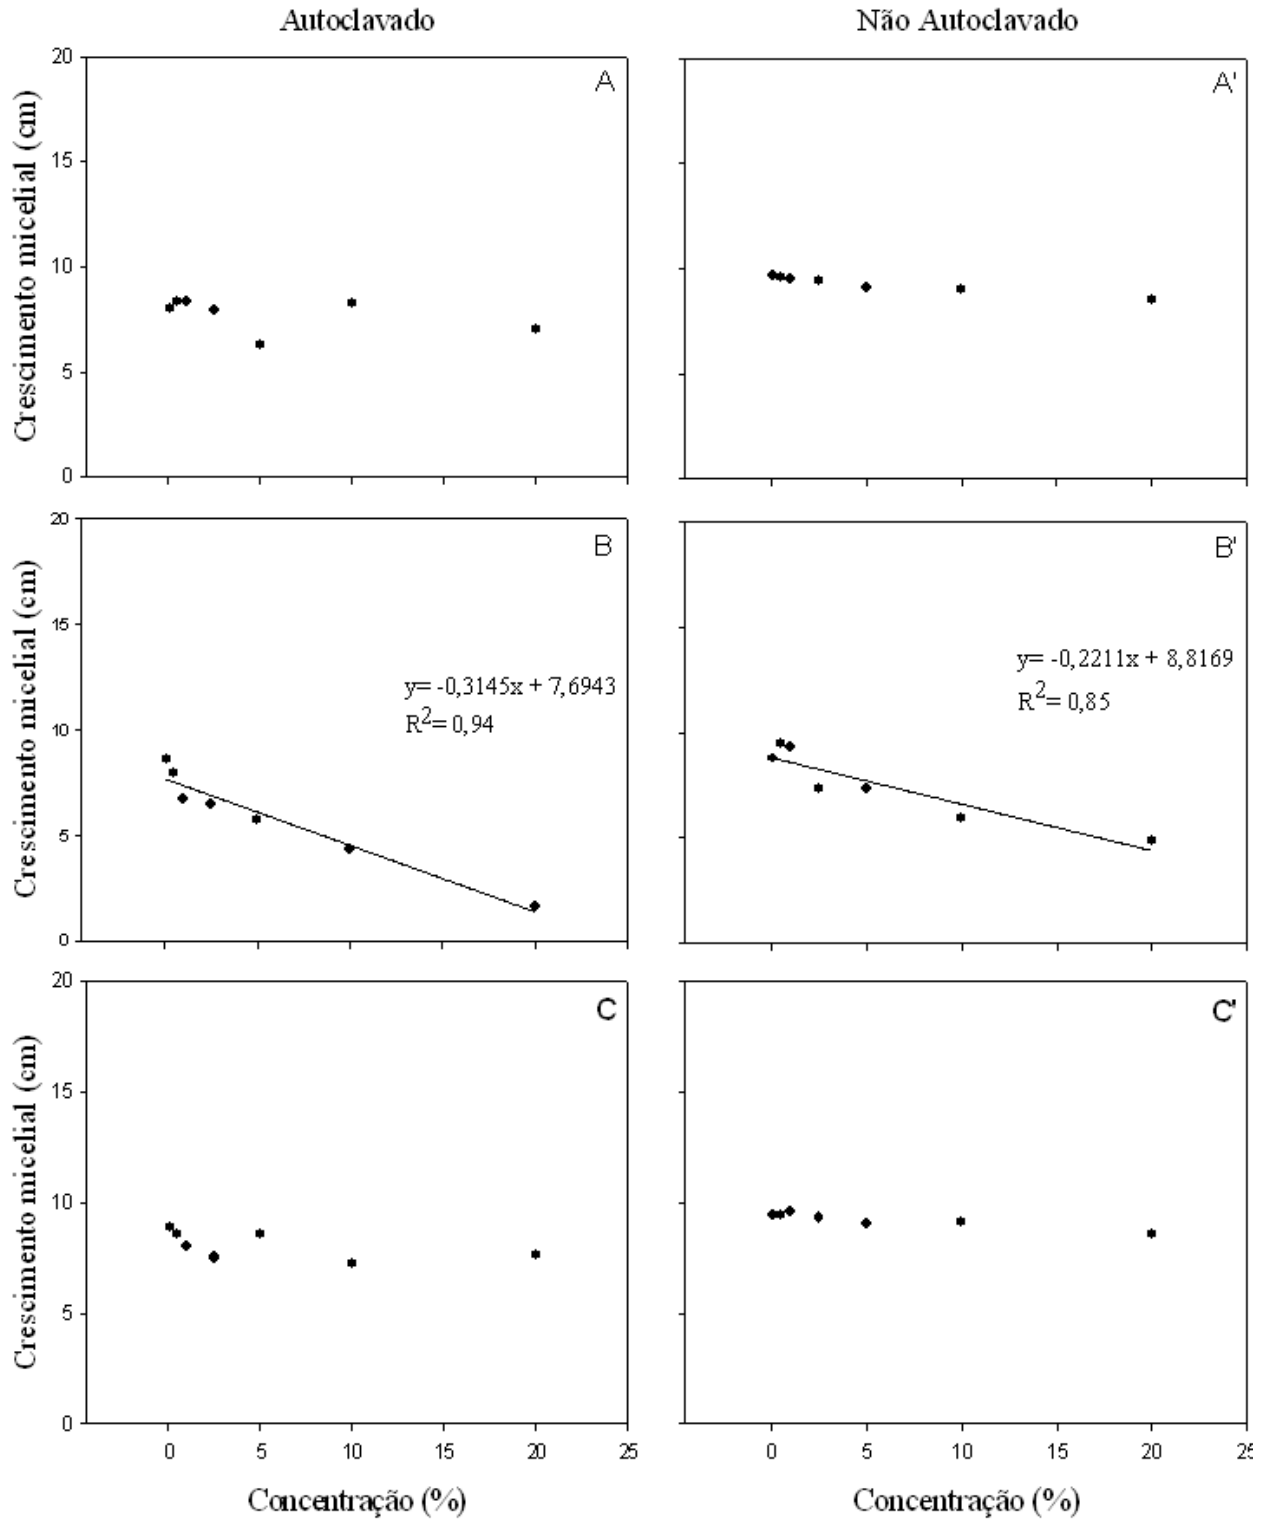 Autoclavado
Não Autoclavado
20
15
10
5
0
Crescimento micelial (cm)
A
A'
20
15
10
5
0
Crescimento micelial (cm)
B
y= -0,3145x + 7,6943
R²= 0,94
B'
y= -0,2211x + 8,8169
R²= 0,85
20
15
10
5
0
Crescimento micelial (cm)
C
C'
0 5 10 20 25
0 5 10 20
Concentração (%)
Concentração (%)